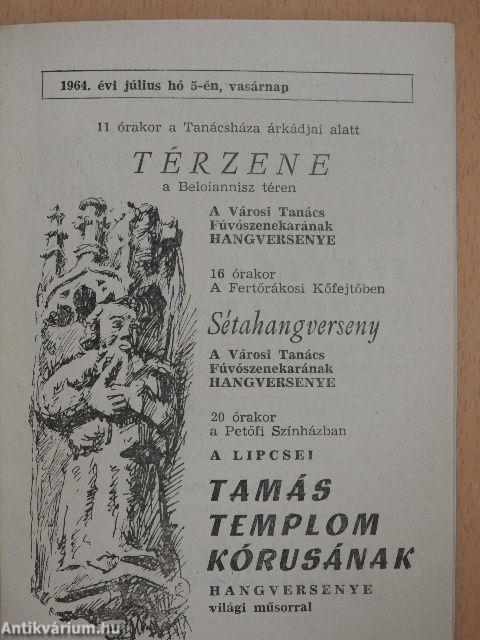 1964. évi július hó 5-én, vasárnap
11 órakor a Tanácsháza árkádjai alatt
TÉRZENE
a Beloiannisz téren
A Városi Tanács
Fúvószenekarának
HANGVERSENYE
16 órakor
A Fertőrákosi Kőfejtőben
Sétahangverseny
A Városi Tanács
Fúvószenekarának
HANGVERSENYE
20 órakor
a Petőfi Színházban
A LIPCSEI
TAMÁS
TEMPLOM
KÓRUSÁNAK
HANGVERSENYE
világi műsorral
Antikvárium.hu